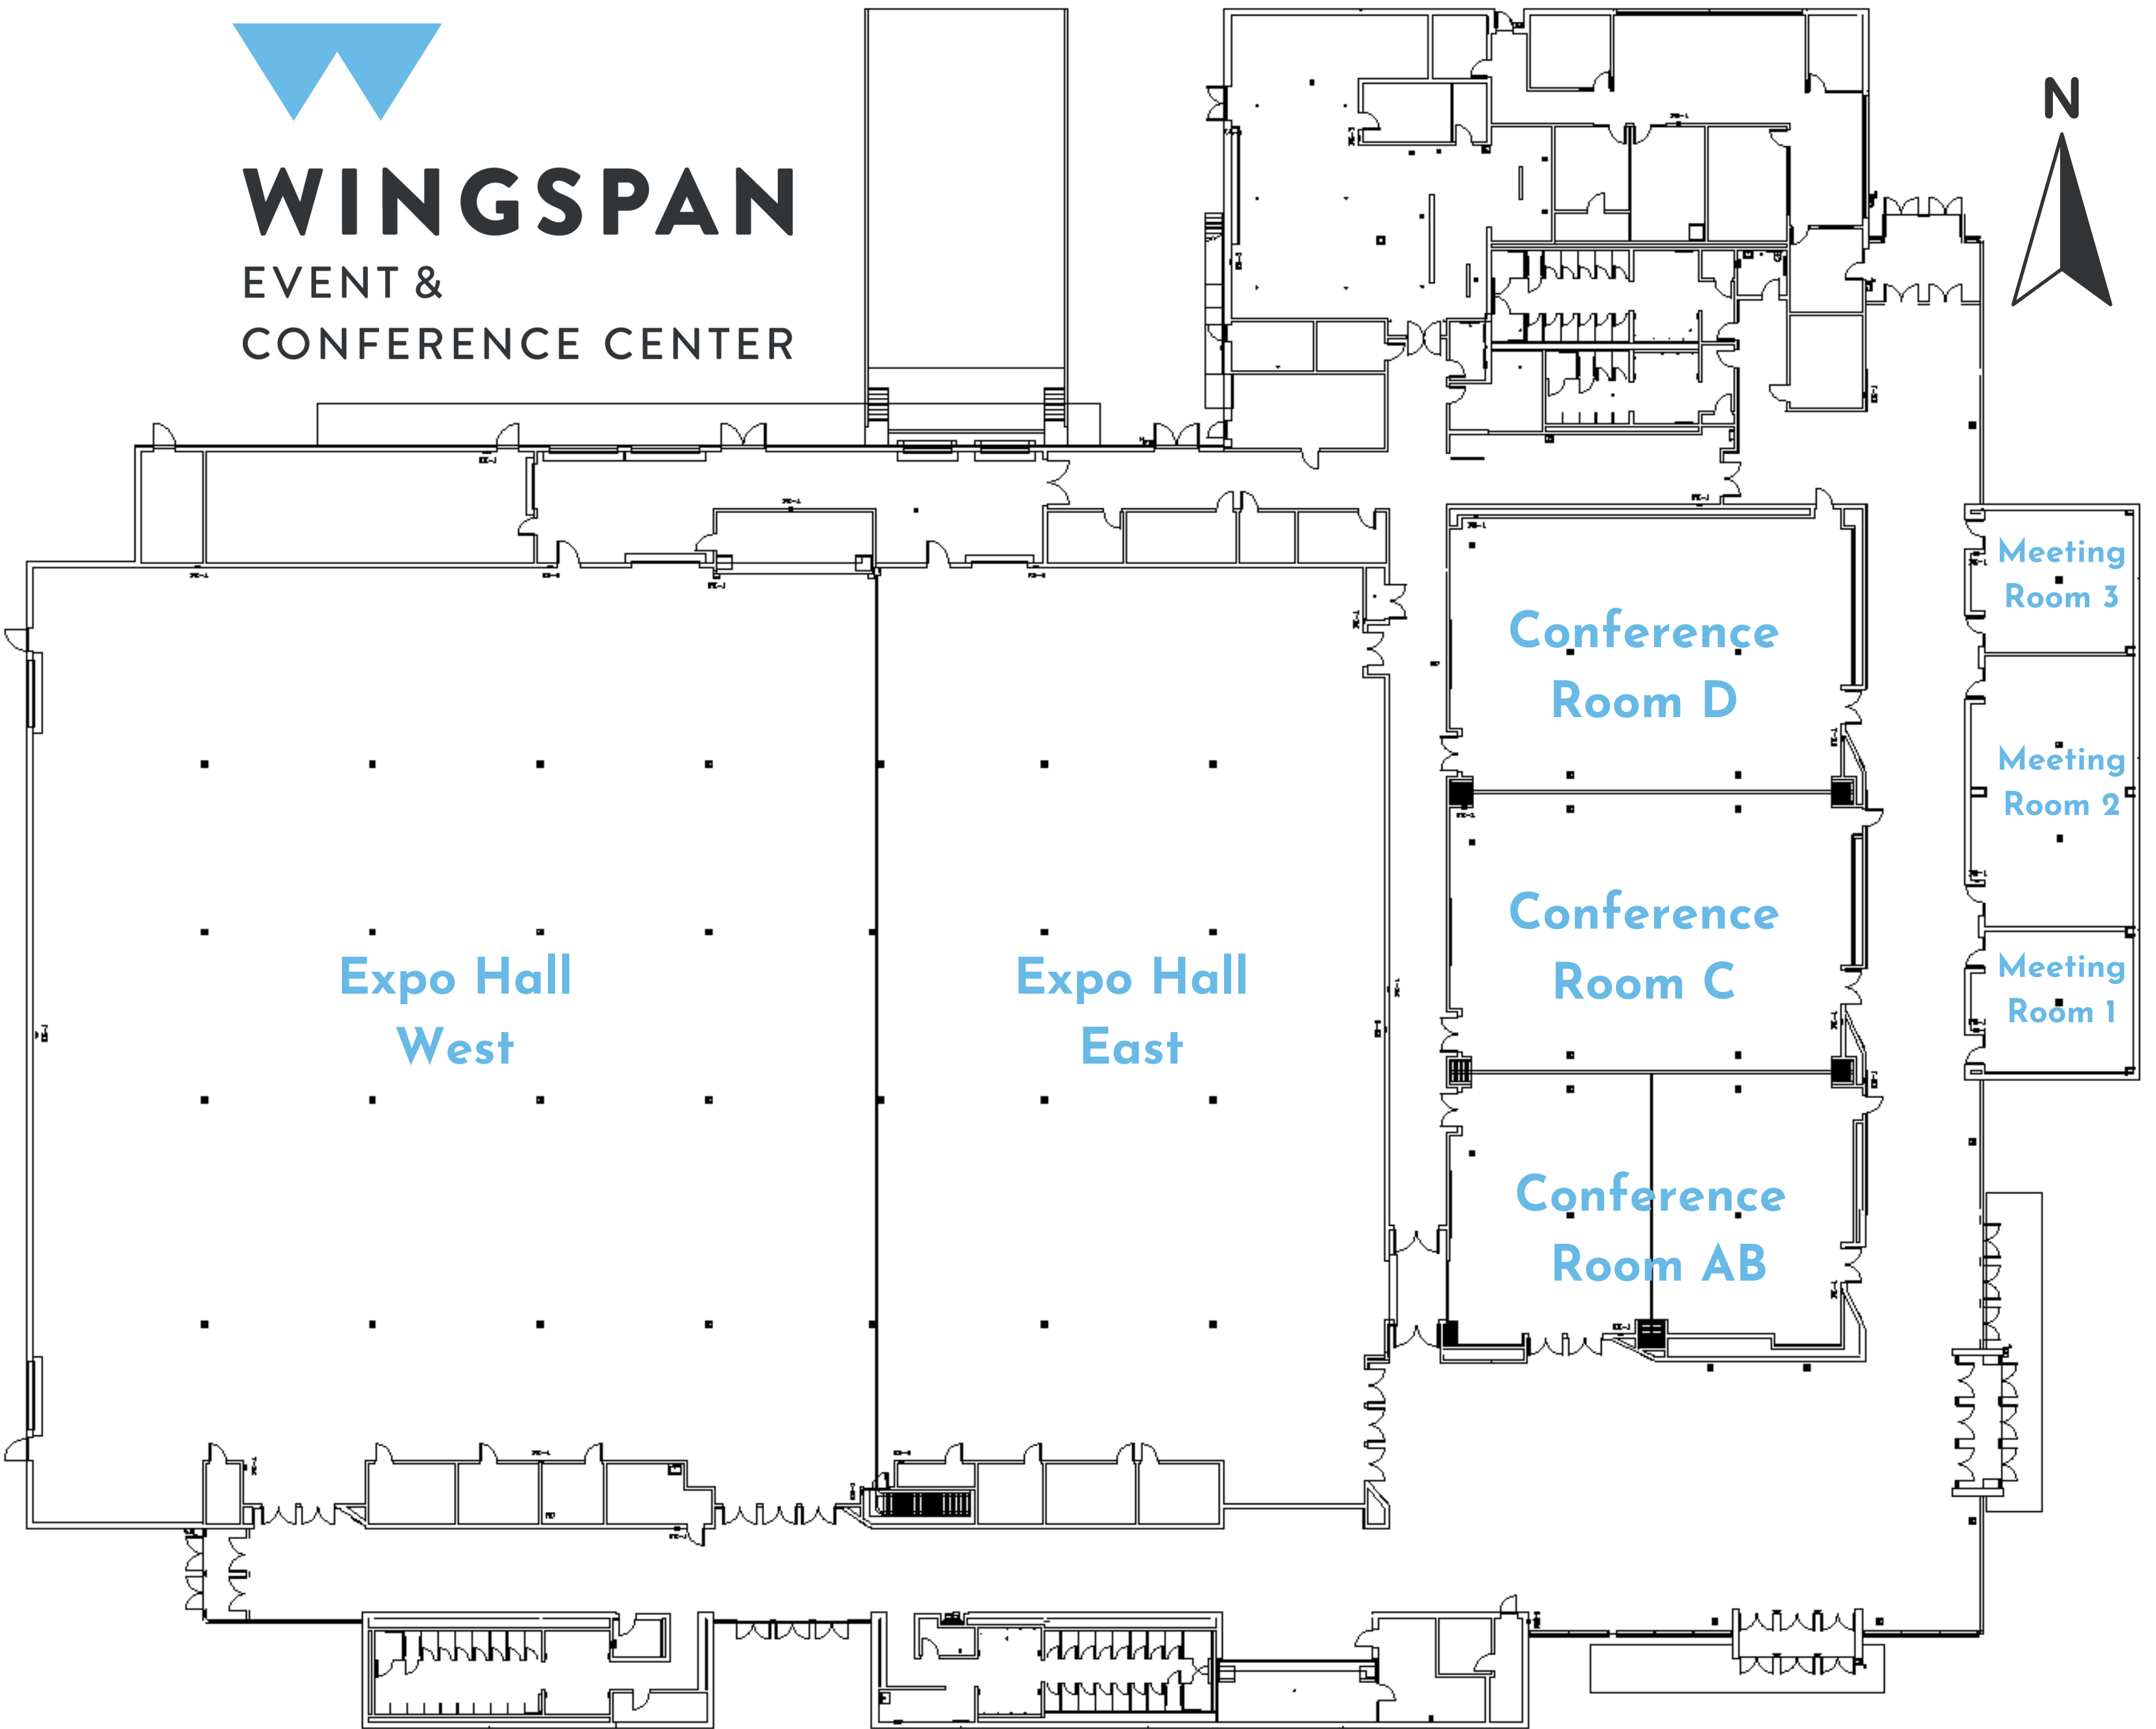 WINGSPAN
EVENT &
CONFERENCE CENTER
N
Meeting
Room 3
Conference
Room D
Meeting
Room 2
Conference
Room C
Expo Hall
West
Expo Hall
East
Meeting
Room 1
Conference
Room AB